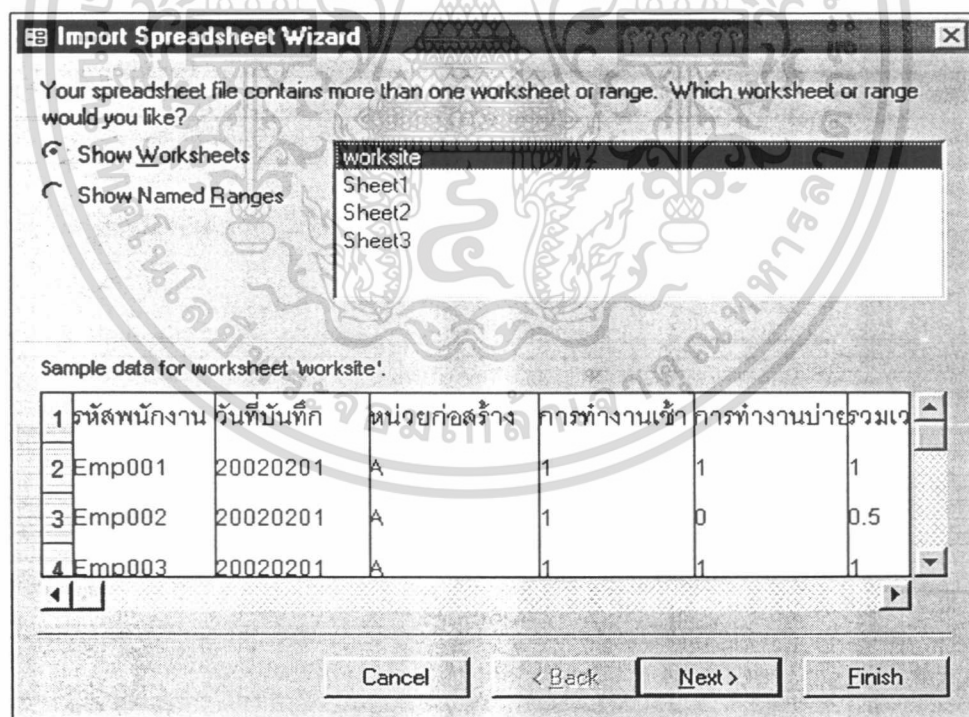 Import Spreadsheet Wizard
Your spreadsheet file contains more than one worksheet or range. Which worksheet or range
would you like?
Show Worksheets
Show Named Ranges
worksite
Sheet1
Sheet2
Sheet3
Sample data for worksheet 'worksite'.
1 รหัสพนักงาน วันที่บันทึก หน่วยก่อสร้าง การทำงานเช้า การทำงานบ่าย รวมเว
2 Emp001 20020201 A 1 1 1
3 Emp002 20020201 A 1 0 0.5
4 Emp003 20020201 A 1 1 1
Cancel < Back Next > Finish